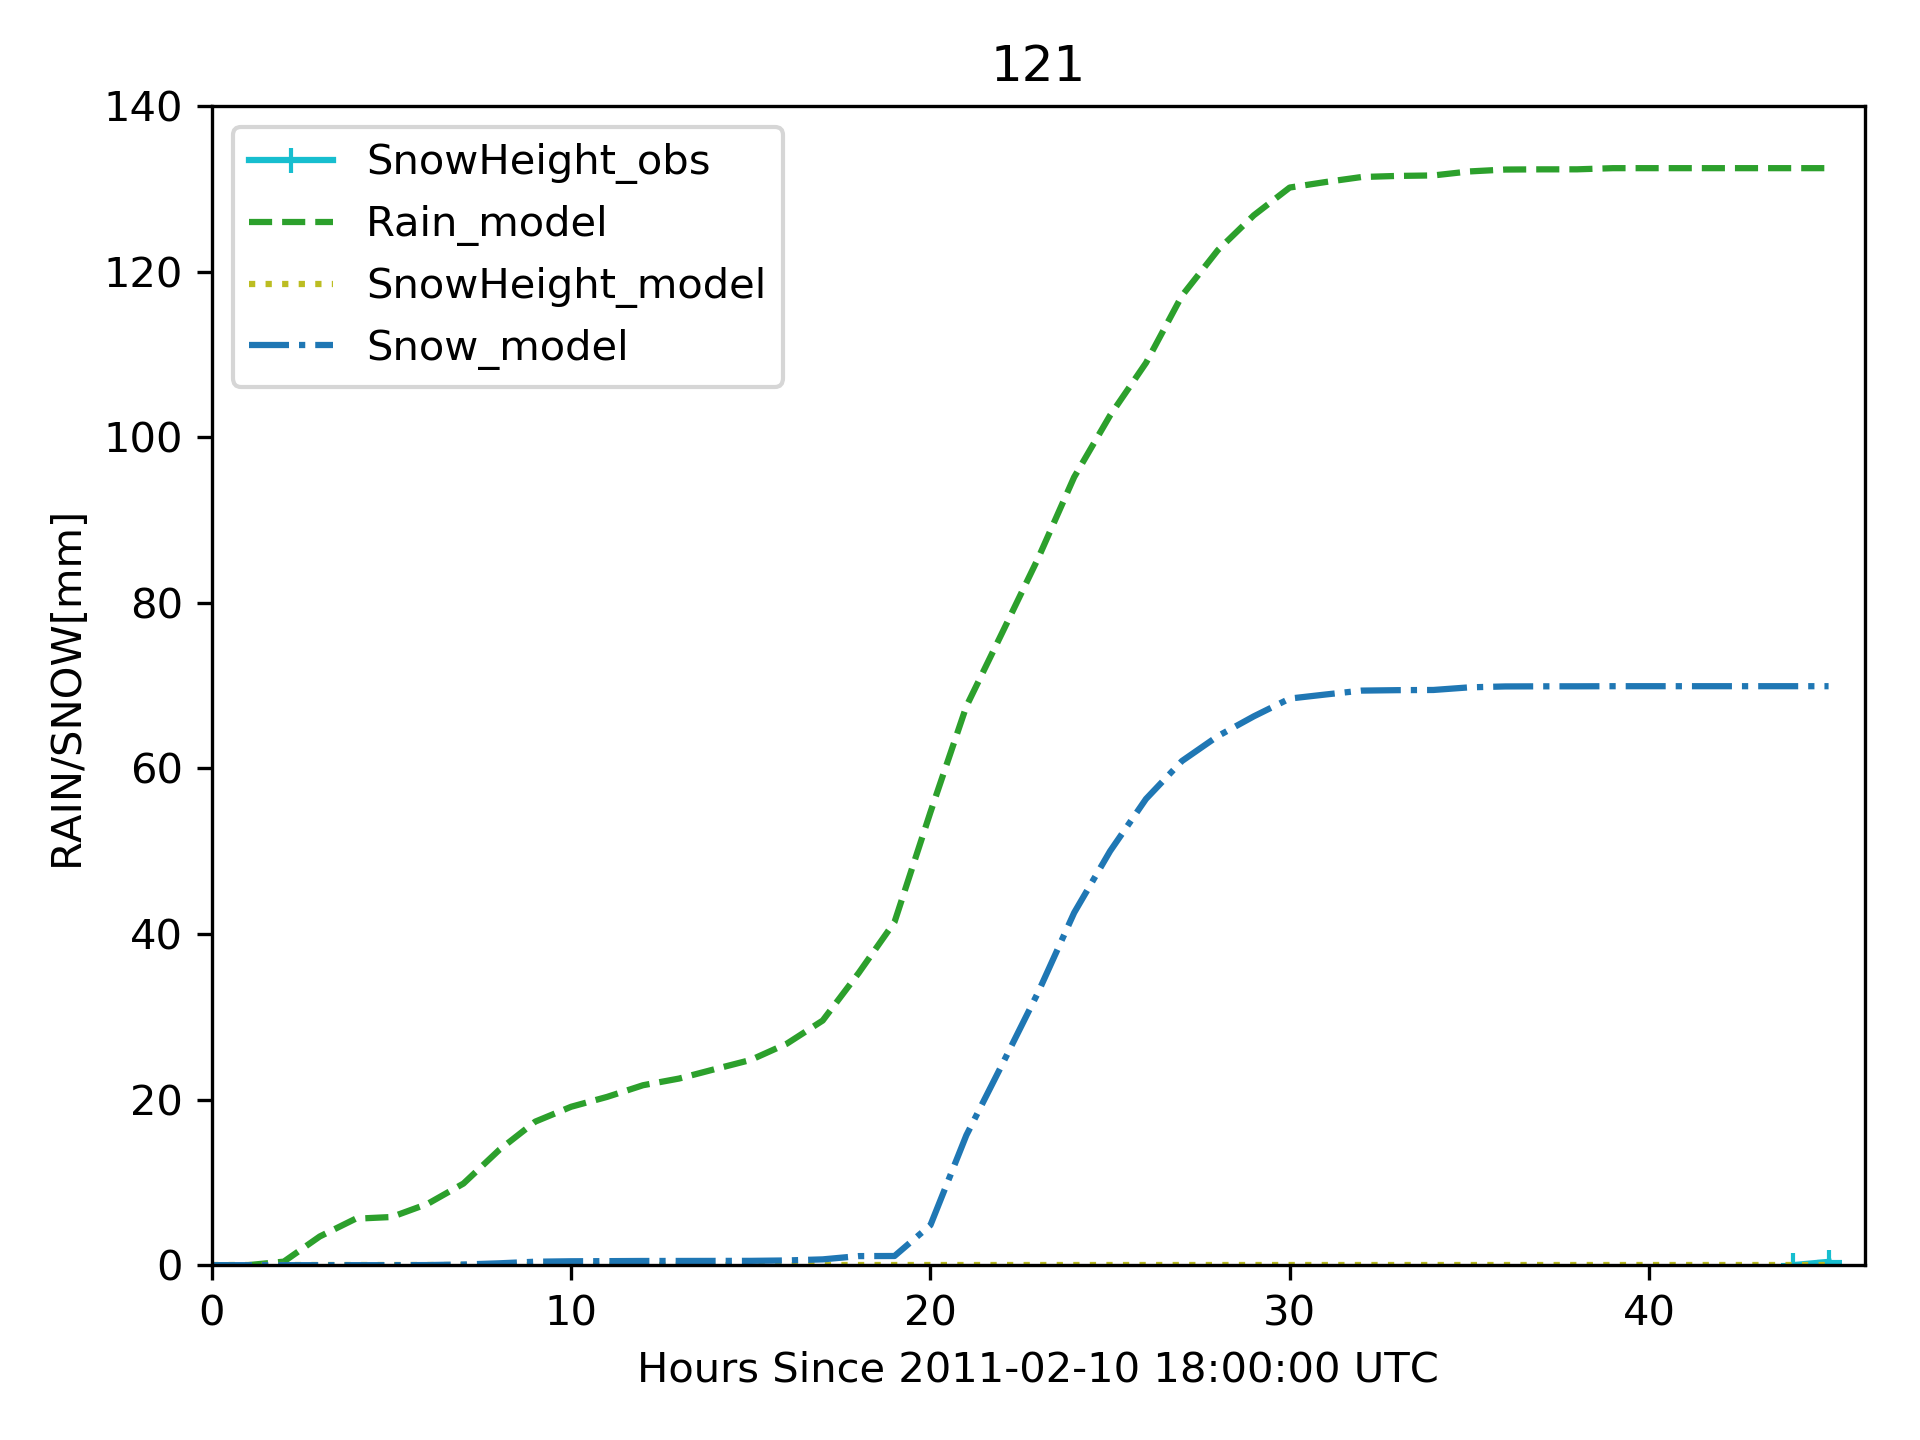 121
140
120
100
80
60
40
20
0
RAIN/SNOW[mm]
SnowHeight_obs
Rain_model
SnowHeight_model
Snow_model
0 10 20 30 40
Hours Since 2011-02-10 18:00:00 UTC